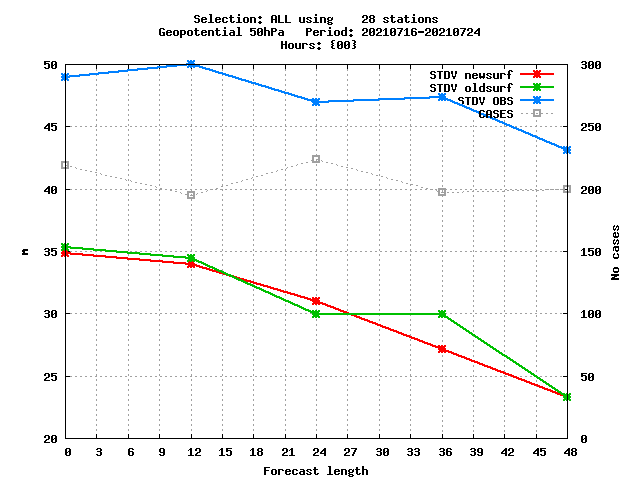 Selection: ALL using    28 stations
Geopotential 50hPa   Period: 20210716-20210724
Hours: {00}
50 300
STDV newsurf
STDV oldsurf
STDV OBS
CASES
45 250
40 200
35 150
m
No cases
30 100
25 50
20 0
0 3 6 9 12 15 18 21 24 27 30 33 36 39 42 45 48
Forecast length